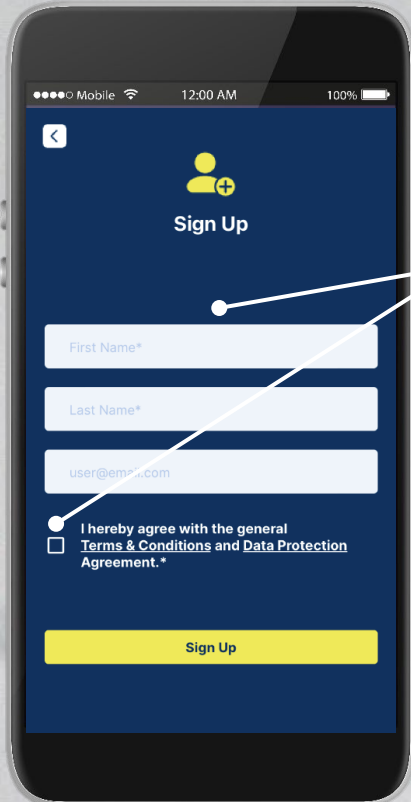 Mobile 12:00 AM 100%
Sign Up
First Name*
Last Name*
user@email.com
I hereby agree with the general
Terms & Conditions and Data Protection
Agreement.*
Sign Up